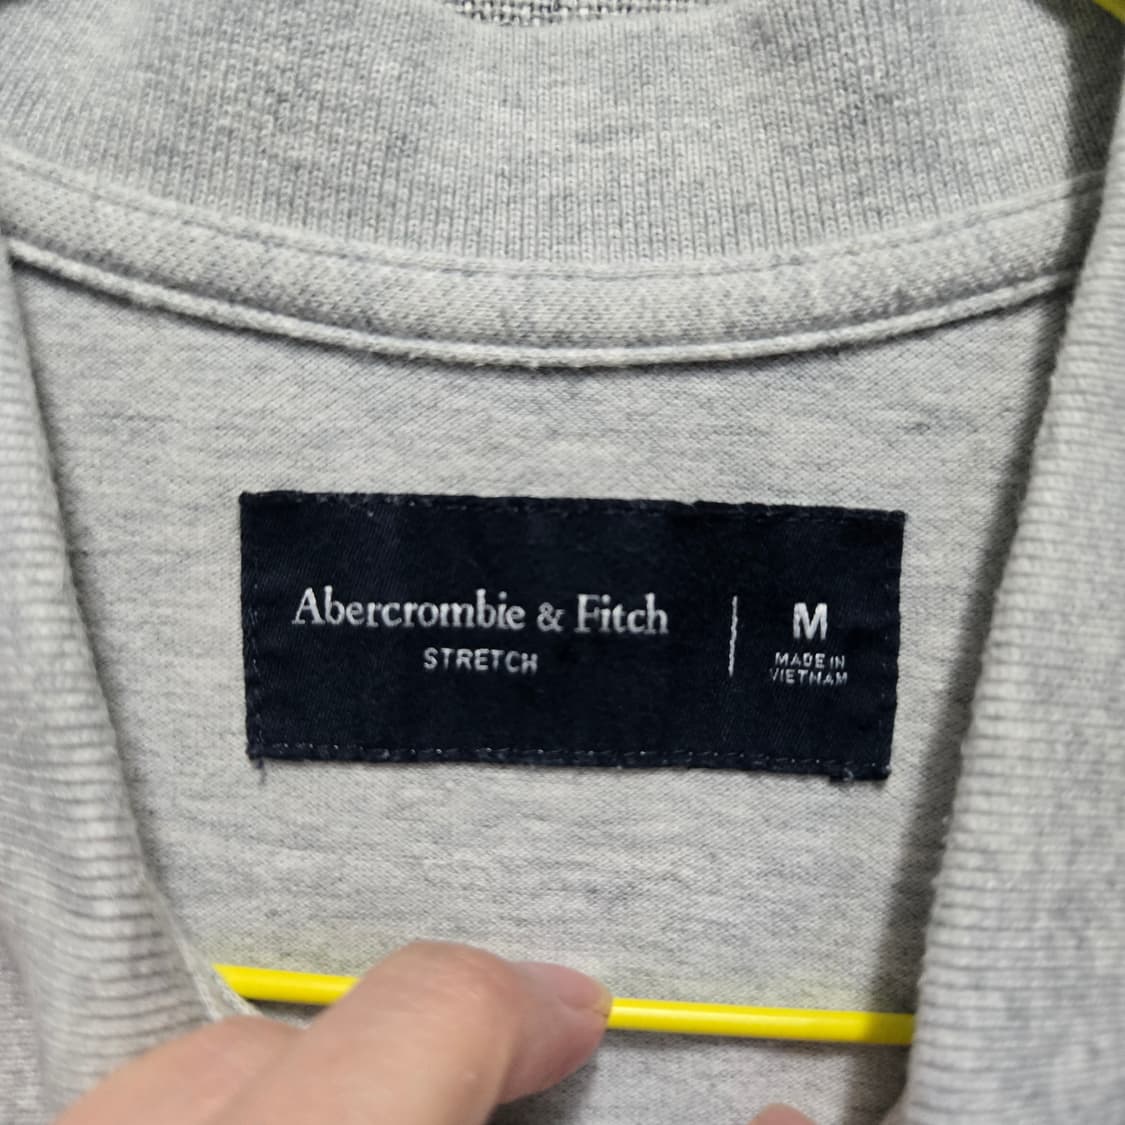 Abercrombie & Fitch
STRETCH
M
MADE IN
VIETNAM